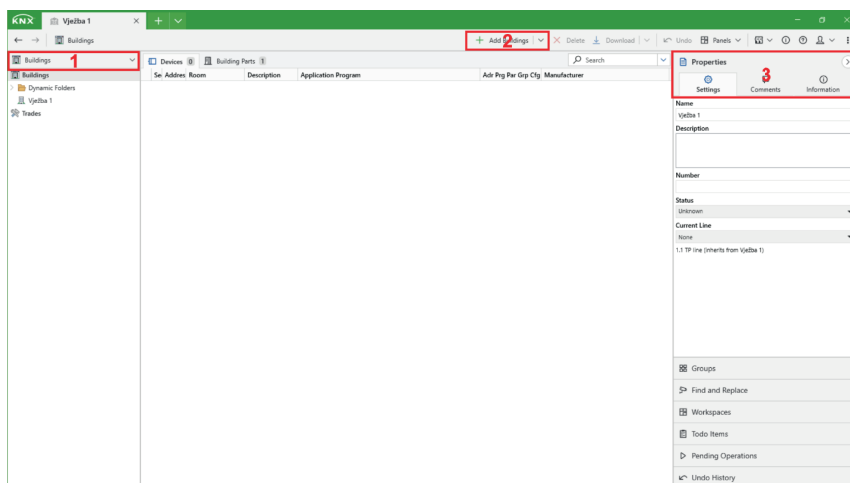 KNX Vježba 1
Buildings Add Buildings Delete Download Undo Panels
2
Buildings
1
Buildings
Dynamic Folders
Vježba 1
Trades
Devices 0 Building Parts 1 Search
Se Addres Room Description Application Program Adr Prg Par Grp Cfg Manufacturer
Properties
3
Settings Comments Information
Name
Vježba 1
Description
Number
Status
Unknown
Current Line
None
1.1 TP line (inherits from Vježba 1)
Groups
Find and Replace
Workspaces
Todo Items
Pending Operations
Undo History